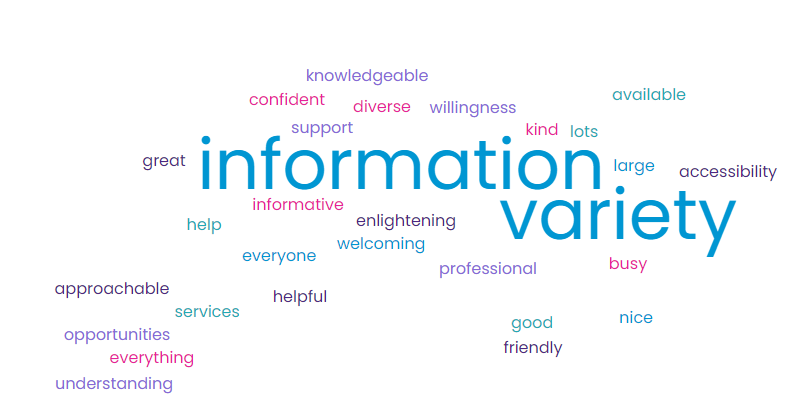 knowledgeable
available
confident
diverse
willingness
support
kind
lots
great
information
large
accessibility
informative
variety
enlightening
help
welcoming
everyone
professional
busy
approachable
helpful
services
nice
good
opportunities
friendly
everything
understanding